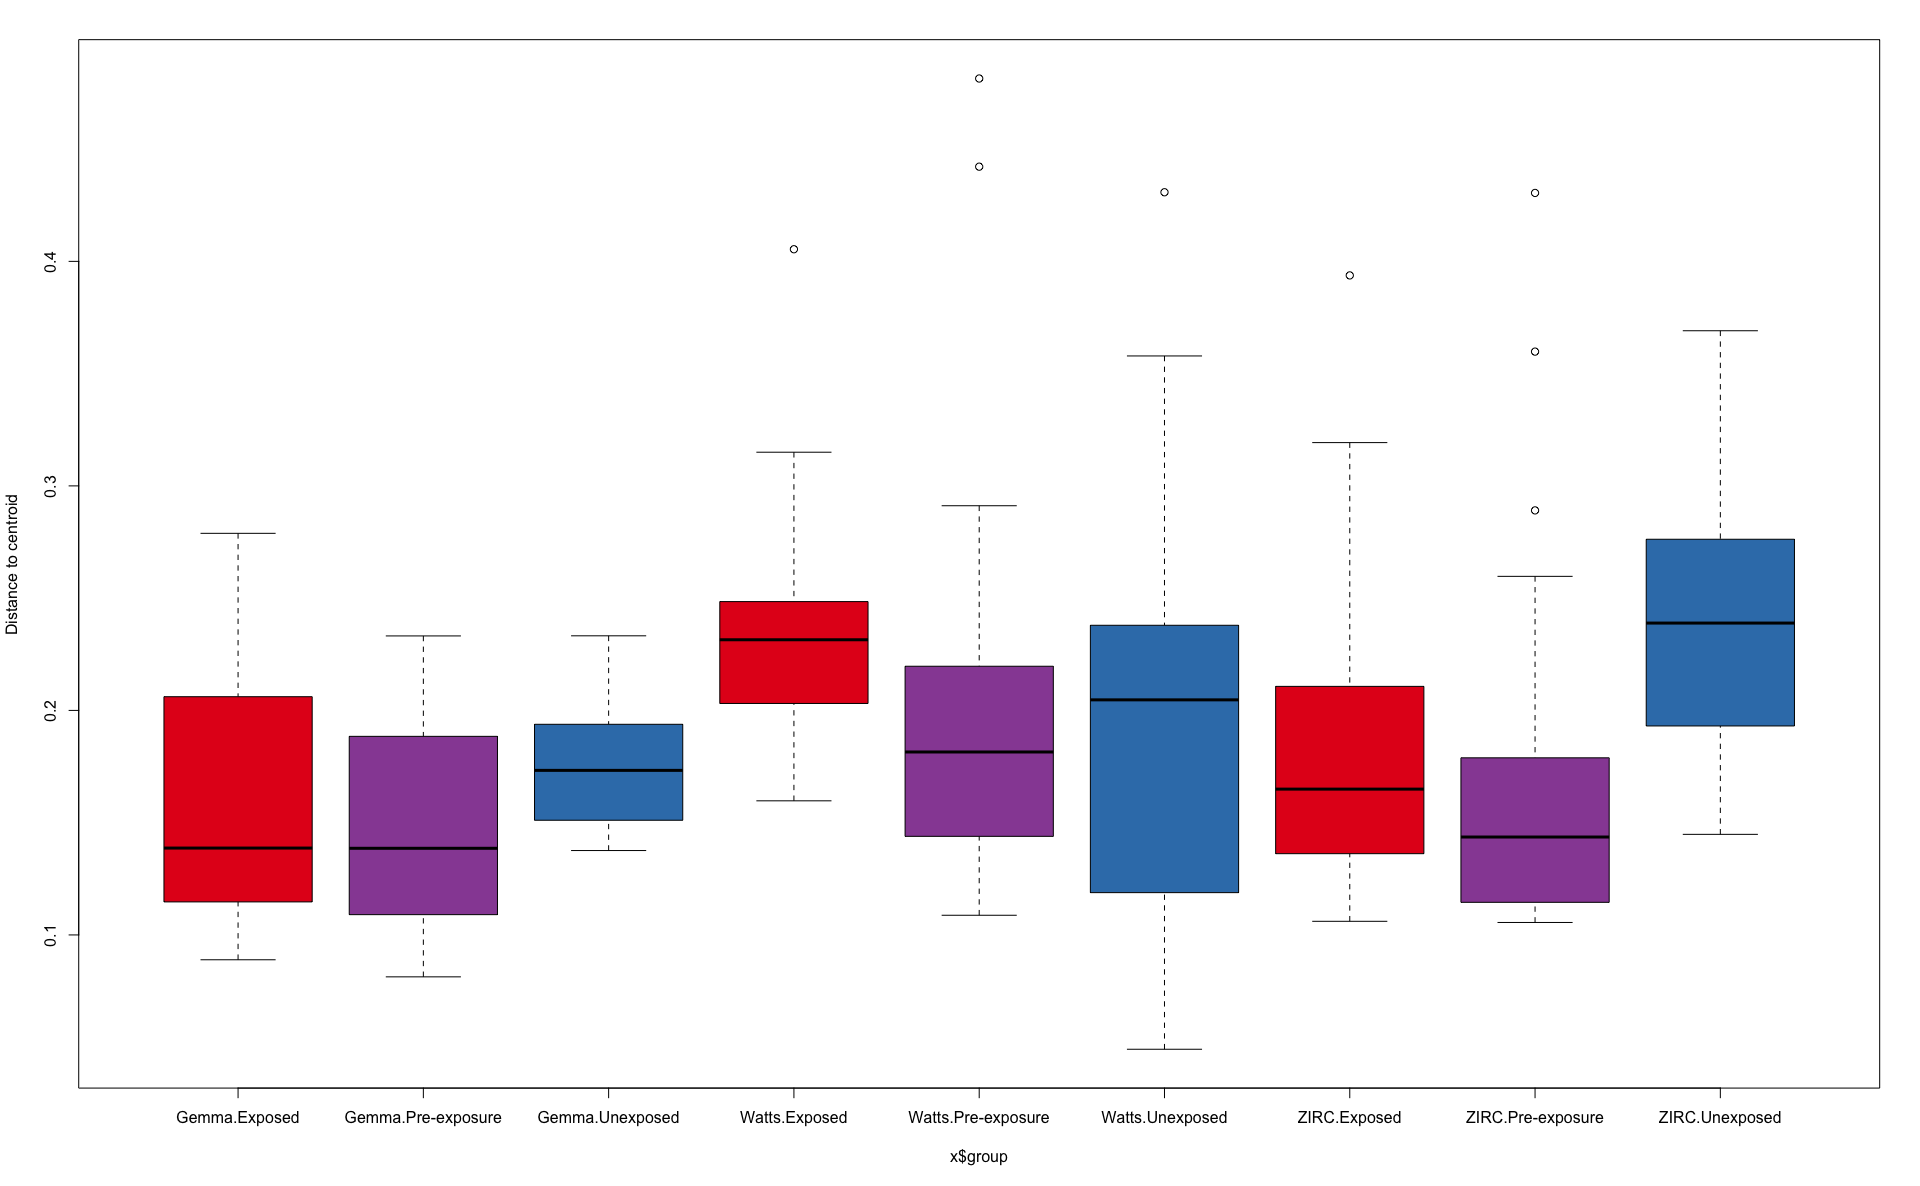 Distance to centroid
0.4
0.3
0.2
0.1
Gemma.Exposed Gemma.Pre-exposure Gemma.Unexposed Watts.Exposed Watts.Pre-exposure Watts.Unexposed ZIRC.Exposed ZIRC.Pre-exposure ZIRC.Unexposed
x$group